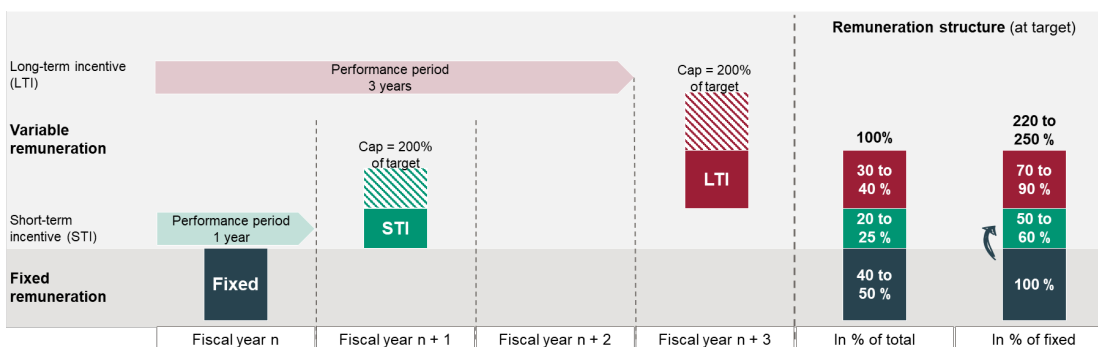 Remuneration structure (at target)
Long-term incentive
(LTI)
Performance period
3 years
Cap = 200%
of target
Variable
remuneration
Cap = 200%
of target
100%
220 to
250 %
LTI
30 to
40 %
70 to
90 %
Short-term
incentive (STI)
Performance period
1 year
STI
20 to
25 %
50 to
60 %
Fixed
remuneration
Fixed
40 to
50 %
100 %
Fiscal year n
Fiscal year n + 1
Fiscal year n + 2
Fiscal year n + 3
In % of total
In % of fixed